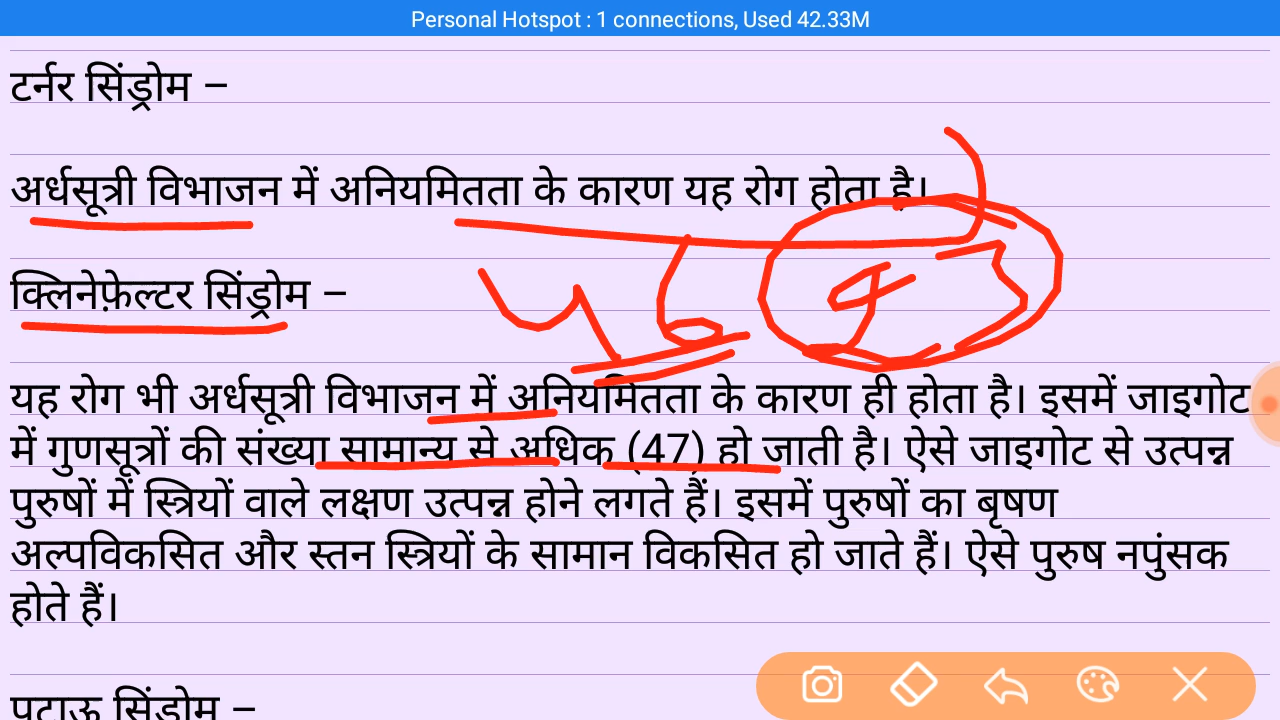 Personal Hotspot : 1 connections, Used 42.33M
टर्नर सिंड्रोम –
अर्धसूत्री विभाजन में अनियमितता के कारण यह रोग होता है।
क्लिनेफ़ेल्टर सिंड्रोम –
46
यह रोग भी अर्धसूत्री विभाजन में अनियमितता के कारण ही होता है। इसमें जाइगोट
में गुणसूत्रों की संख्या सामान्य से अधिक (47) हो जाती है। ऐसे जाइगोट से उत्पन्न
पुरुषों में स्त्रियों वाले लक्षण उत्पन्न होने लगते हैं। इसमें पुरुषों का बृषण
अल्पविकसित और स्तन स्त्रियों के सामान विकसित हो जाते हैं। ऐसे पुरुष नपुंसक
होते हैं।
पटाऊ सिंड्रोम –